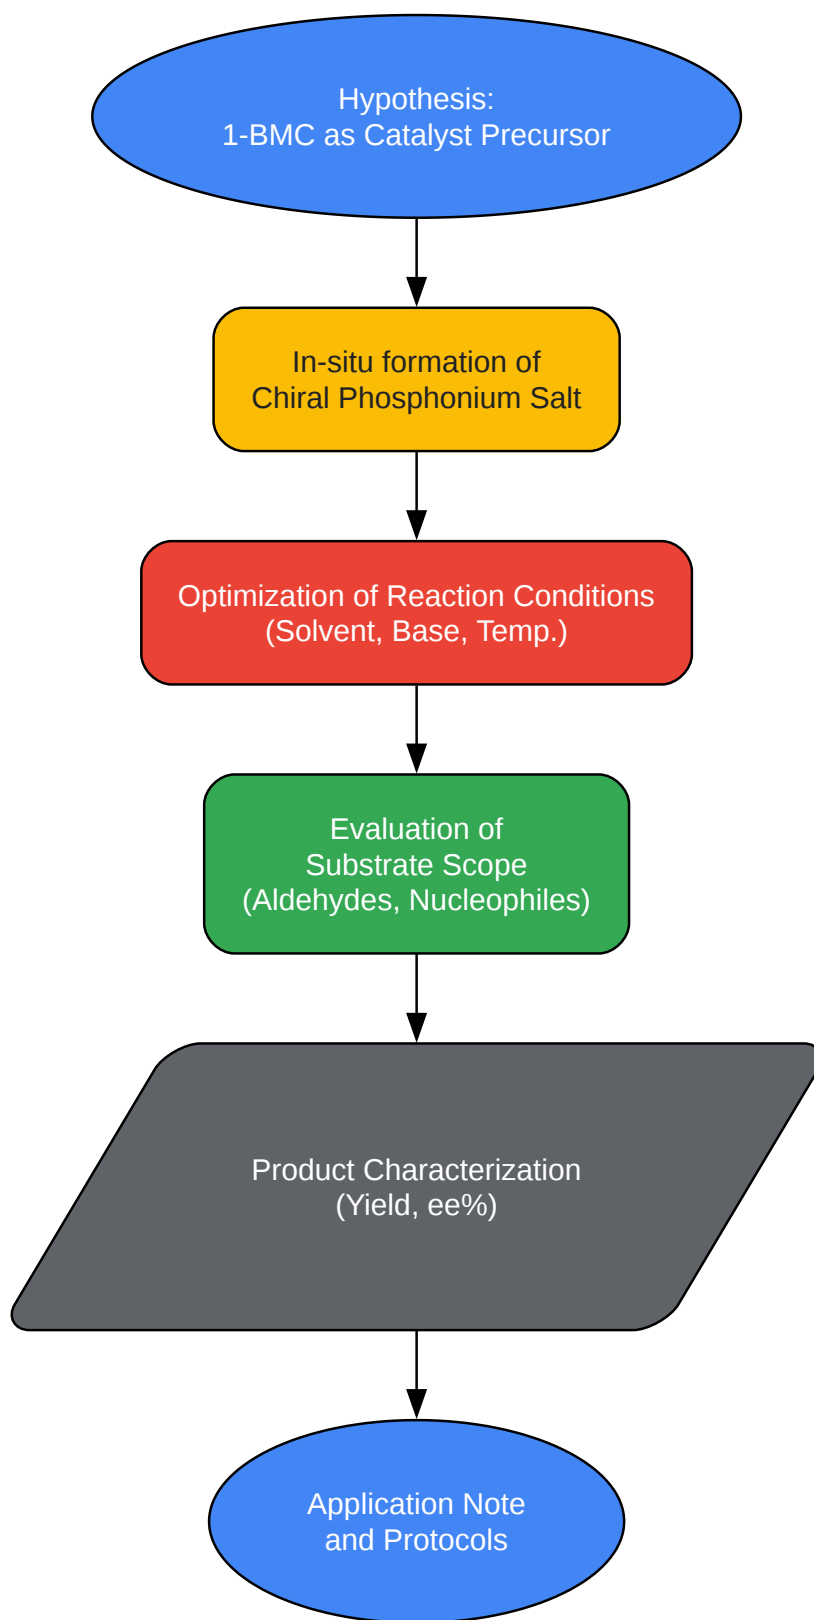 Hypothesis:
1-BMC as Catalyst Precursor
In-situ formation of
Chiral Phosphonium Salt
Optimization of Reaction Conditions
(Solvent, Base, Temp.)
Evaluation of
Substrate Scope
(Aldehydes, Nucleophiles)
Product Characterization
(Yield, ee%)
Application Note
and Protocols